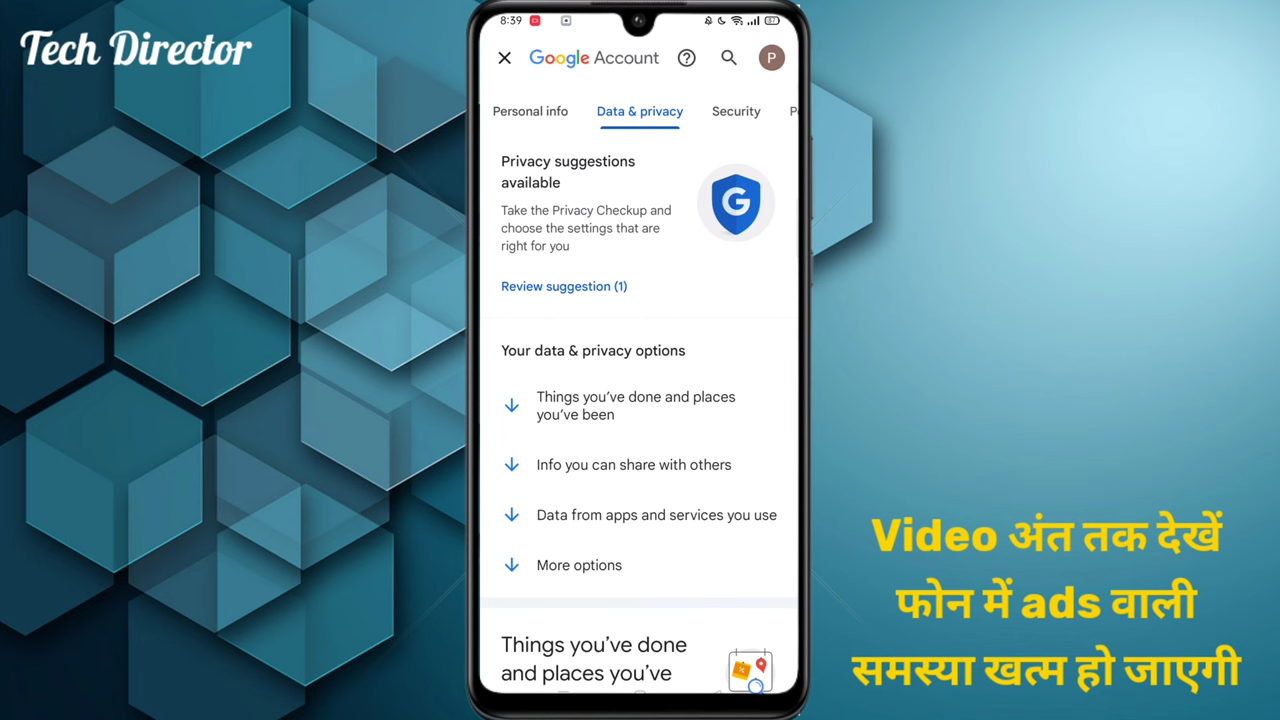 Tech Director
8:39
87
Google Account
P
Personal info
Data & privacy
Security
Privacy suggestions
available
G
Take the Privacy Checkup and
choose the settings that are
right for you
Review suggestion (1)
Your data & privacy options
Things you've done and places
you've been
Info you can share with others
Data from apps and services you use
More options
Things you've done
and places you've
Video अंत तक देखें
फोन में ads वाली
समस्या खत्म हो जाएगी